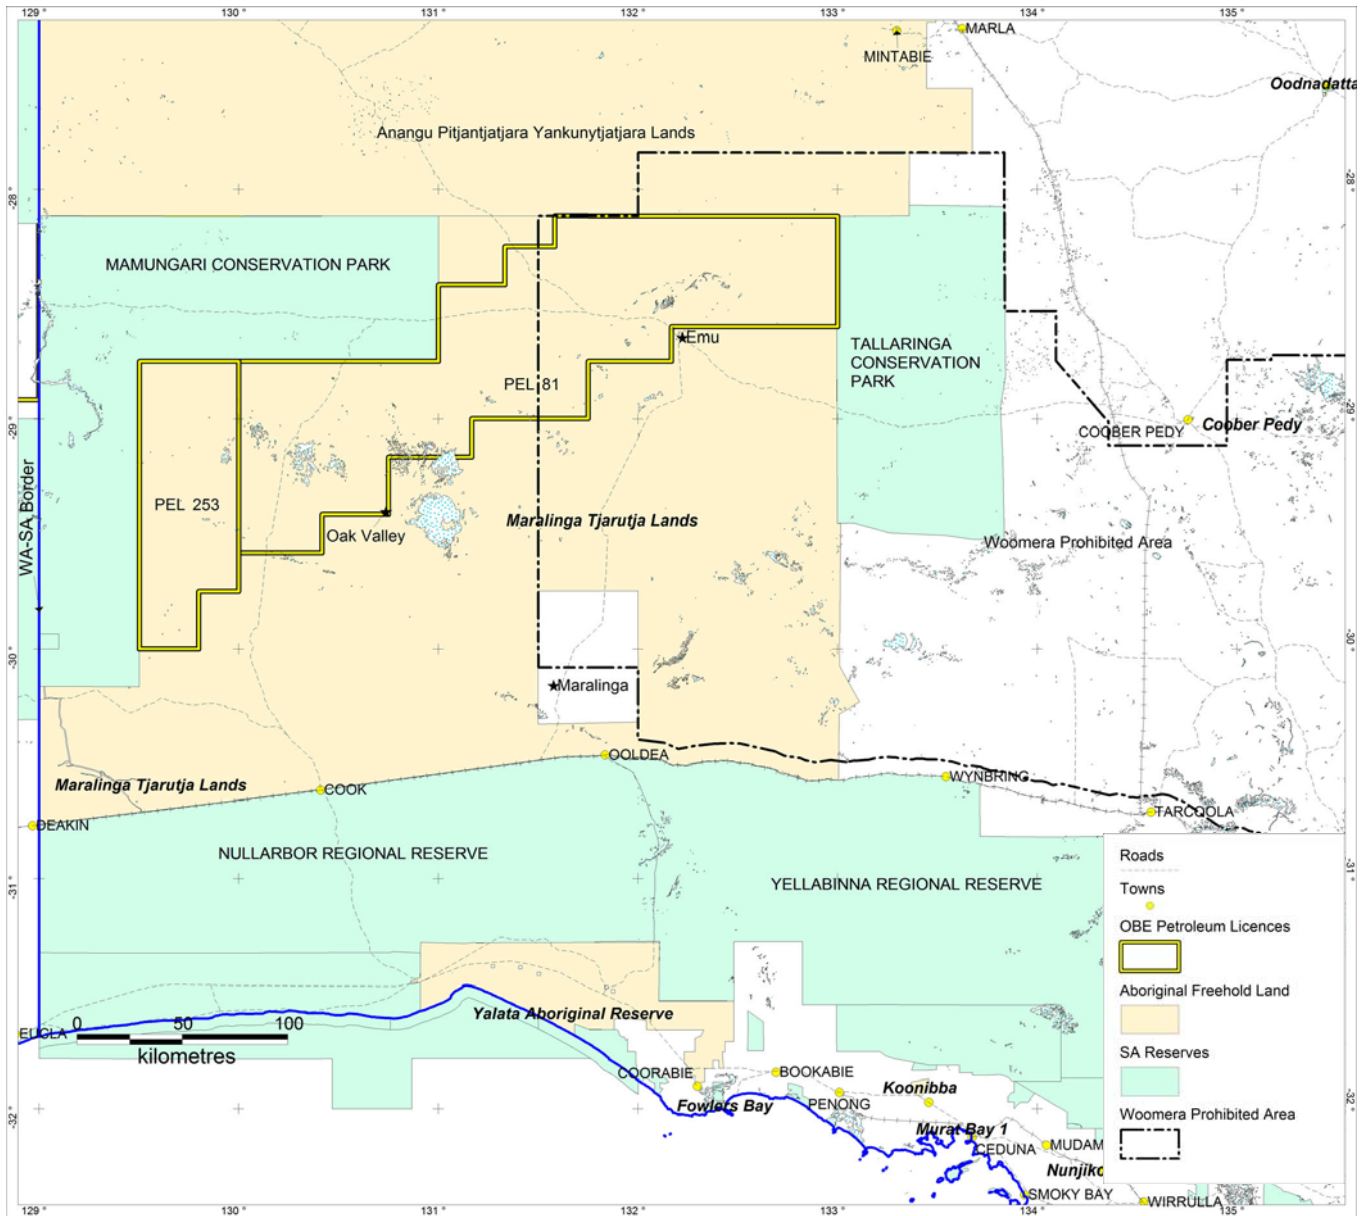 129 °
130 °
131 °
132 °
133 °
134 °
135 °
MARLA
MINTABIE
Oodnadatta
Anangu Pitjantjatjara Yankunytjatjara Lands
-28 °
-28 °
MAMUNGARI CONSERVATION PARK
Emu
TALLARINGA
CONSERVATION
PARK
PEL 81
-29 °
-29 °
COOBER PEDY
Coober Pedy
WA-SA Border
PEL 253
Oak Valley
Maralinga Tjarutja Lands
Woomera Prohibited Area
-30 °
-30 °
Maralinga
OOLDEA
WYNBRING
Maralinga Tjarutja Lands
COOK
TARCOOLA
DEAKIN
NULLARBOR REGIONAL RESERVE
YELLABINNA REGIONAL RESERVE
-31 °
-31 °
Roads
Towns
OBE Petroleum Licences
Aboriginal Freehold Land
SA Reserves
Woomera Prohibited Area
Yalata Aboriginal Reserve
EUCLA
0 50 100
kilometres
COORABIE
BOOKABIE
Fowlers Bay
PENONG
Koonibba
-32 °
-32 °
Murat Bay 1
CEDUNA
MUDAM
Nunjiko
SMOKY BAY
WIRRULLA
129 °
130 °
131 °
132 °
133 °
134 °
135 °